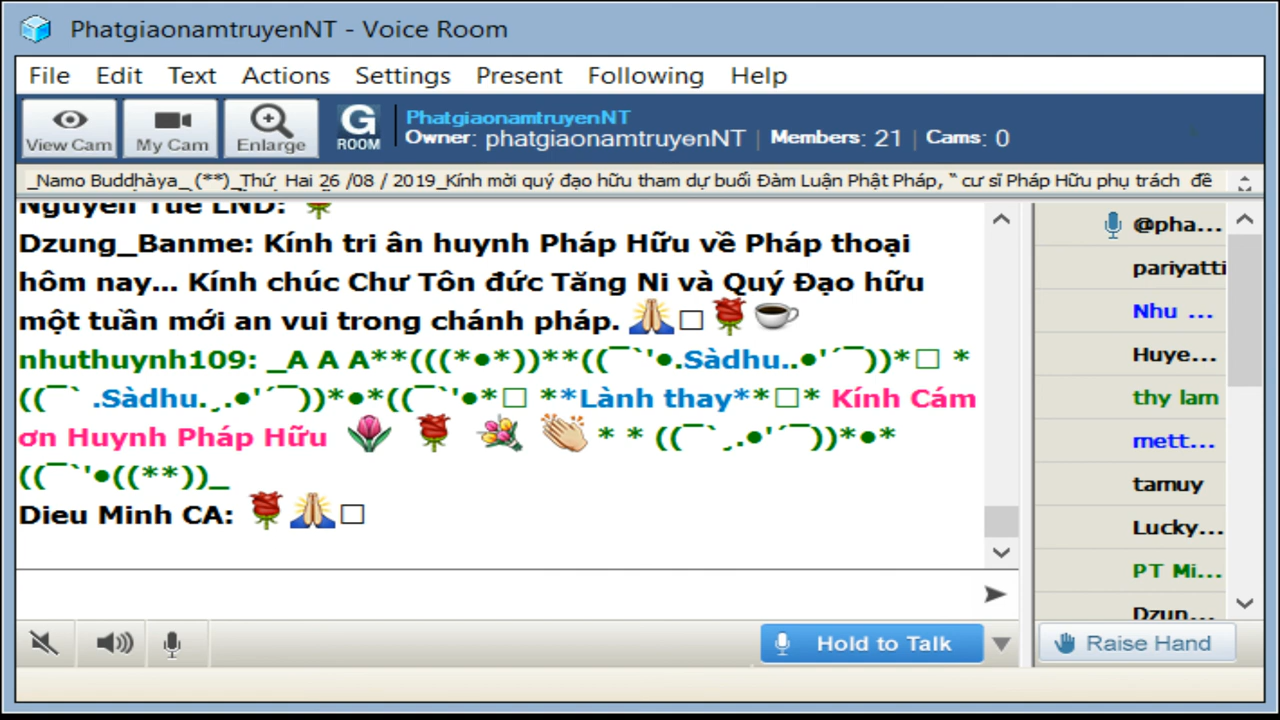 PhatgiaonamtruyenNT - Voice Room
File Edit Text Actions Settings Present Following Help
View Cam My Cam Enlarge G ROOM
PhatgiaonamtruyenNT
Owner: phatgiaonamtruyenNT | Members: 21 | Cams: 0
_Namo Buddhàya_ (**)_Thứ Hai 26 /08 / 2019_Kính mời quý đạo hữu tham dự buổi Đàm Luận Phật Pháp, " cư sĩ Pháp Hữu phụ trách đề
Nguyen Tue LND: 🌹
Dzung_Banme: Kính tri ân huynh Pháp Hữu về Pháp thoại
hôm nay... Kính chúc Chư Tôn đức Tăng Ni và Quý Đạo hữu
một tuần mới an vui trong chánh pháp. 🙏□🌹☕
nhuthuynh109: _A A A**(((*●*))**((¯`'●.Sàdhu..●'´¯))*□ *
((¯` .Sàdhu.¸.●'´¯))*●*((¯`'●*□ **Lành thay**□* Kính Cám
ơn Huynh Pháp Hữu 🌷 🌹 💐 👏 * * ((¯`¸.●'´¯))*●*
((¯`'●((**))_
Dieu Minh CA: 🌹🙏□
@pha...
pariyatti
Nhu ...
Huye...
thy lam
mett...
tamuy
Lucky...
PT Mi...
Dzun...
Hold to Talk
Raise Hand